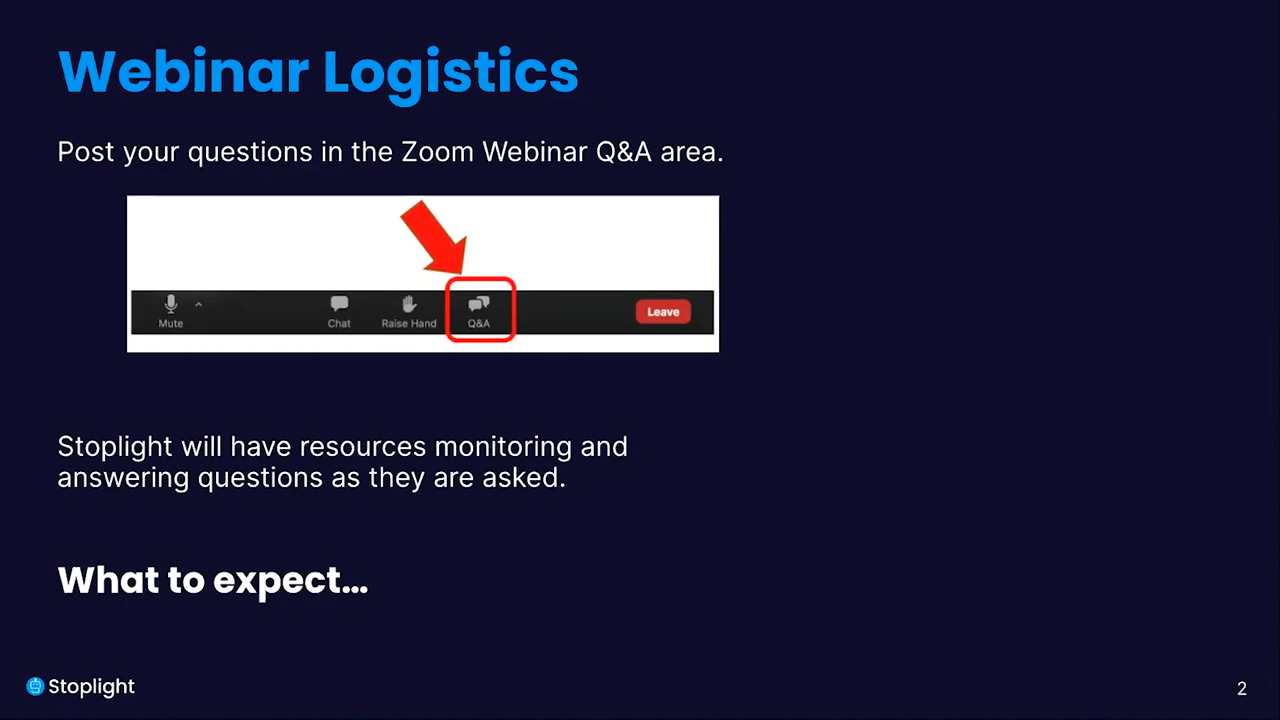 Webinar Logistics
Post your questions in the Zoom Webinar Q&A area.
Mute
Chat
Raise Hand
Q&A
Leave
Stoplight will have resources monitoring and
answering questions as they are asked.
What to expect...
Stoplight
2